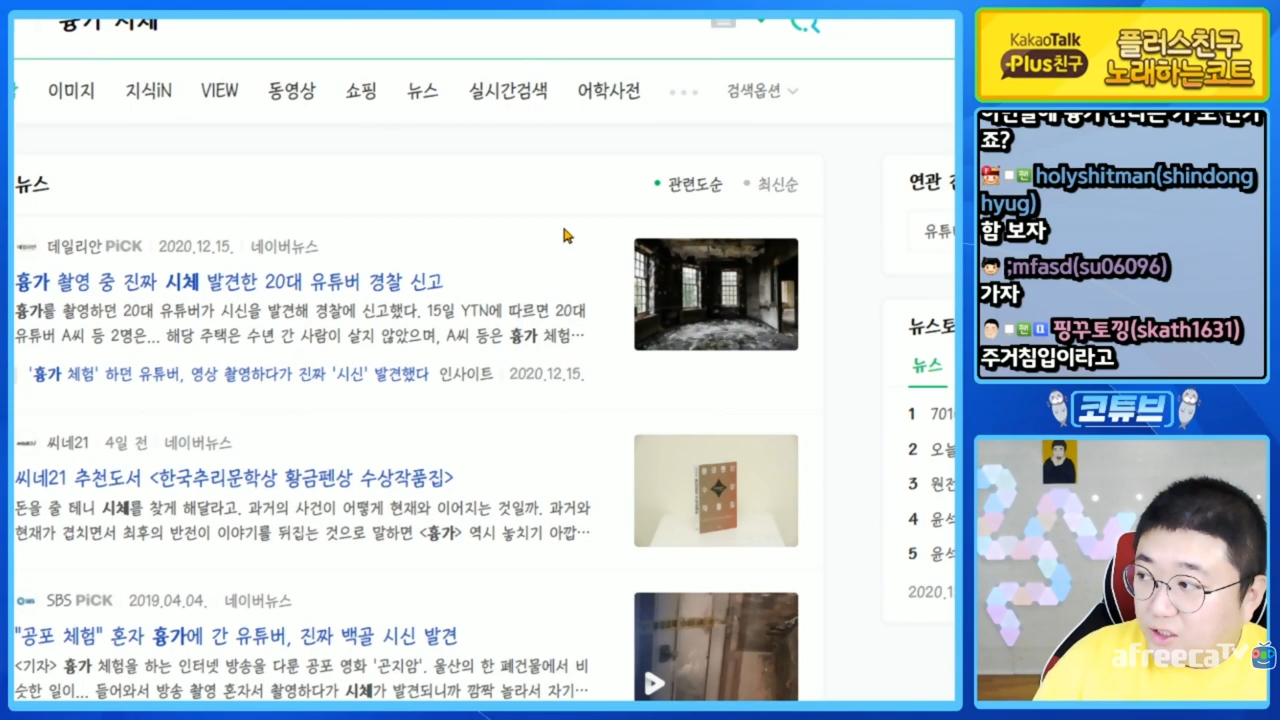 흉가 시체
이미지 지식iN VIEW 동영상 쇼핑 뉴스 실시간검색 어학사전 검색옵션
뉴스
관련도순 최신순
데일리안 PiCK 2020.12.15. 네이버뉴스
흉가 촬영 중 진짜 시체 발견한 20대 유튜버 경찰 신고
흉가를 촬영하던 20대 유튜버가 시신을 발견해 경찰에 신고했다. 15일 YTN에 따르면 20대
유튜버 A씨 등 2명은... 해당 주택은 수년 간 사람이 살지 않았으며, A씨 등은 흉가 체험…
'흉가 체험' 하던 유튜버, 영상 촬영하다가 진짜 '시신' 발견했다 인사이트 2020.12.15.
씨네21 4일 전 네이버뉴스
씨네21 추천도서 <한국추리문학상 황금펜상 수상작품집>
돈을 줄 테니 시체를 찾게 해달라고. 과거의 사건이 어떻게 현재와 이어지는 것일까. 과거와
현재가 겹치면서 최후의 반전이 이야기를 뒤집는 것으로 말하면 <흉가> 역시 놓치기 아깝…
SBS PiCK 2019.04.04. 네이버뉴스
"공포 체험" 혼자 흉가에 간 유튜버, 진짜 백골 시신 발견
<기자> 흉가 체험을 하는 인터넷 방송을 다룬 공포 영화 '곤지암'. 울산의 한 폐건물에서 비
슷한 일이... 들어와서 방송 촬영 혼자서 촬영하다가 시체가 발견되니까 깜짝 놀라서 자기…
연관
유튜
뉴스토
뉴스
1 701
2 오늘
3 원전
4 윤석
5 윤석
2020.1
KakaoTalk
Plus친구
플러스친구
노래하는코트
죠?
holyshitman(shindong
hyug)
함 보자
;mfasd(su06096)
가자
핑꾸토낑(skath1631)
주거침입이라고
코튜브
afreecaTV